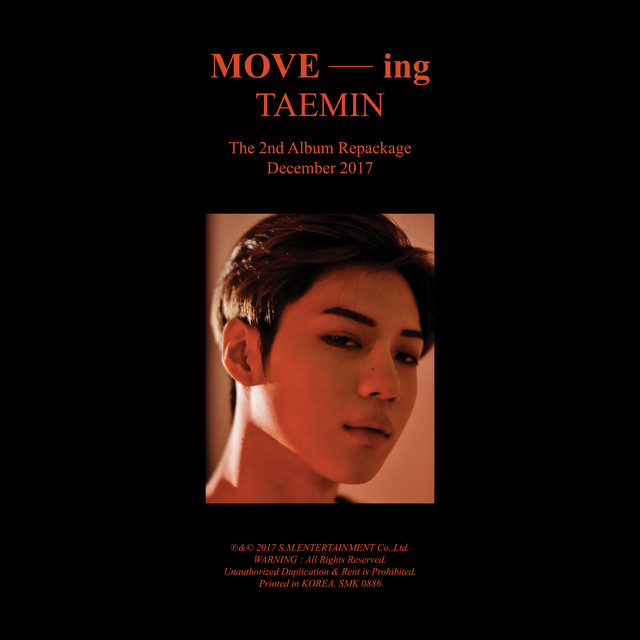 MOVE — ing
TAEMIN
The 2nd Album Repackage
December 2017
℗&© 2017 S.M.ENTERTAINMENT Co.,Ltd.
WARNING : All Rights Reserved.
Unauthorized Duplication & Rent is Prohibited.
Printed in KOREA. SMK 0886